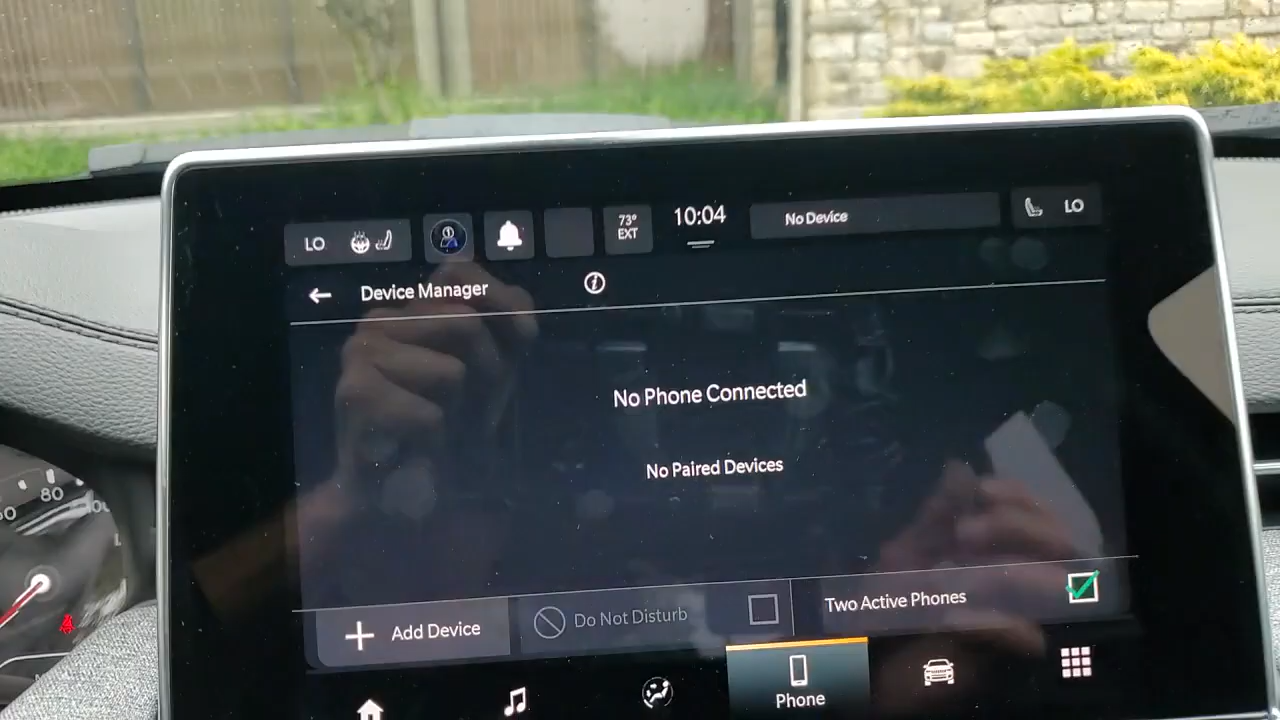 LO
73°
EXT
10:04
No Device
LO
Device Manager
No Phone Connected
No Paired Devices
Add Device
Do Not Disturb
Two Active Phones
Phone
80